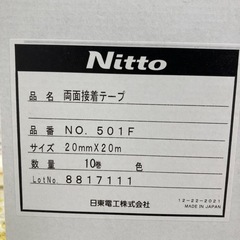 Nitto
品名 両面接着テープ
品番 NO. 501F
サイズ 20mm×20m
数量 10巻 色
Lot No. 8817111
12-22-2021
日東電工株式会社 MADE IN JAPAN